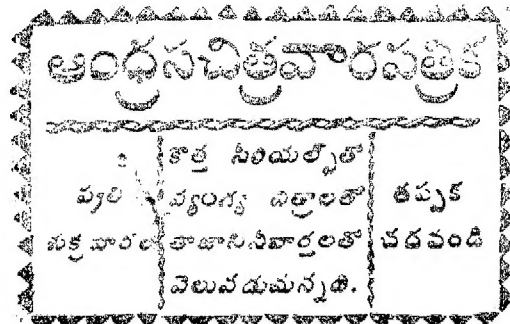 ఆంధ్రసచిత్రవారపత్రిక
ప్రతి
శుక్రవారం
కొత్త సీరియల్స్‌తో
వ్యంగ్య చిత్రాలతో
తాజా సినీవార్తలతో
వెలువడుచున్నది.
తప్పక
చదవండి